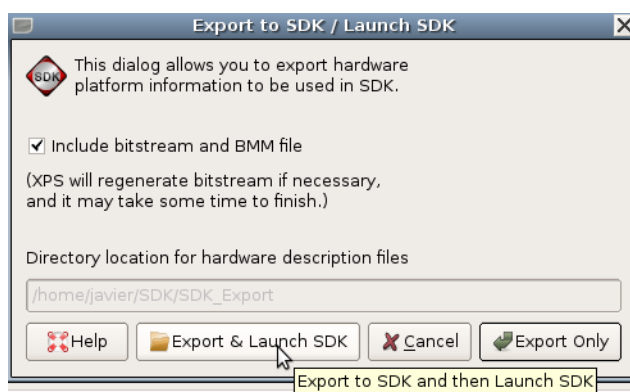 Export to SDK / Launch SDK
SDK
This dialog allows you to export hardware
platform information to be used in SDK.
Include bitstream and BMM file
(XPS will regenerate bitstream if necessary,
and it may take some time to finish.)
Directory location for hardware description files
/home/javier/SDK/SDK_Export
Help
Export & Launch SDK
Cancel
Export Only
Export to SDK and then Launch SDK